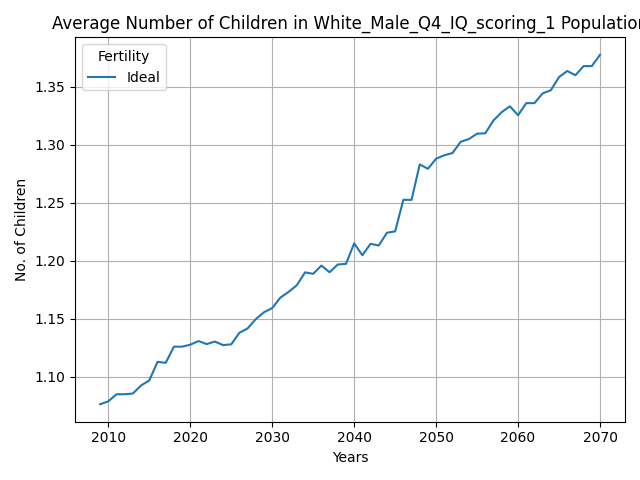 Average Number of Children in White_Male_Q4_IQ_scoring_1 Population
Fertility
Ideal
No. of Children
1.35
1.30
1.25
1.20
1.15
1.10
2010 2020 2030 2040 2050 2060 2070
Years